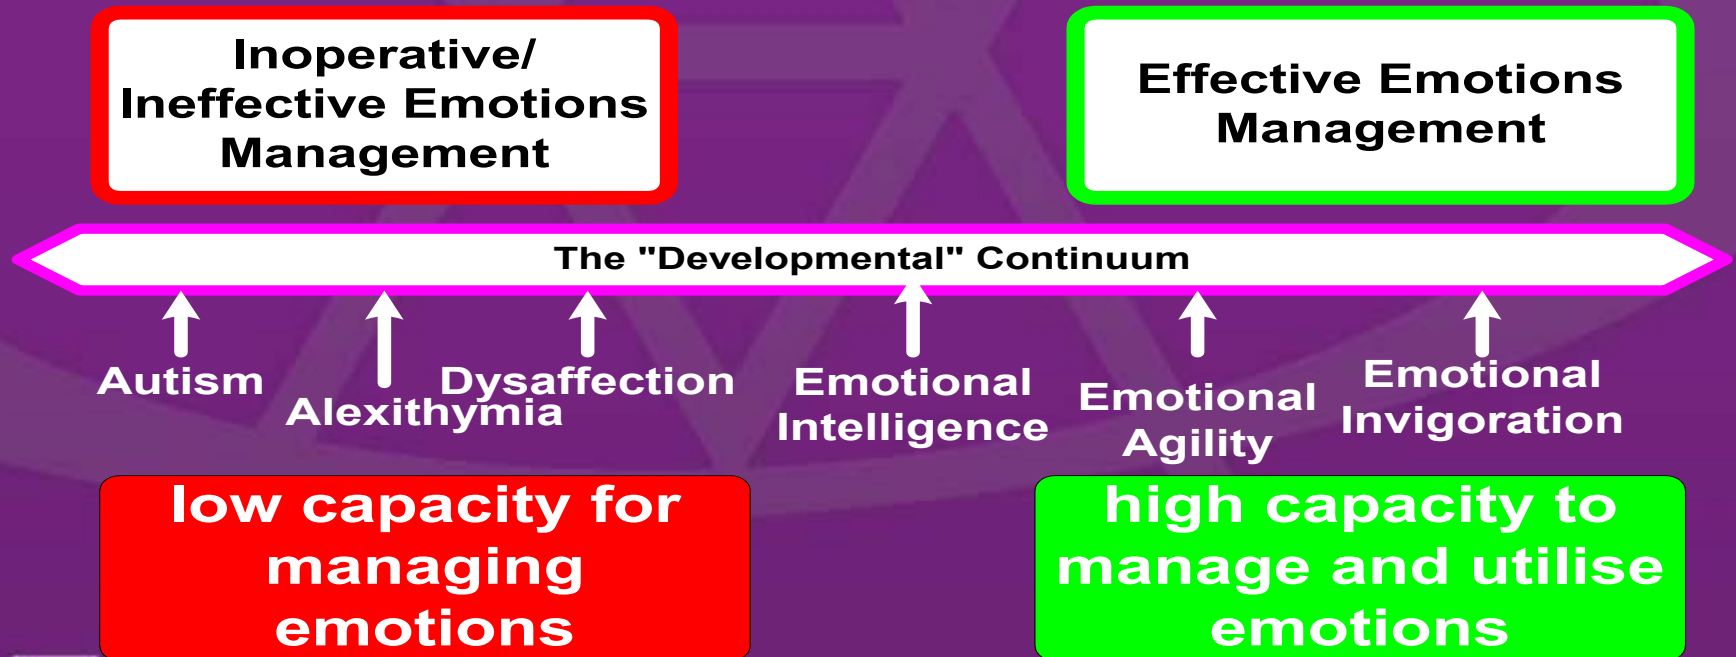 Inoperative/
Ineffective Emotions
Management
Effective Emotions
Management
The "Developmental" Continuum
Autism
Alexithymia
Dysaffection
Emotional
Intelligence
Emotional
Agility
Emotional
Invigoration
low capacity for
managing
emotions
high capacity to
manage and utilise
emotions